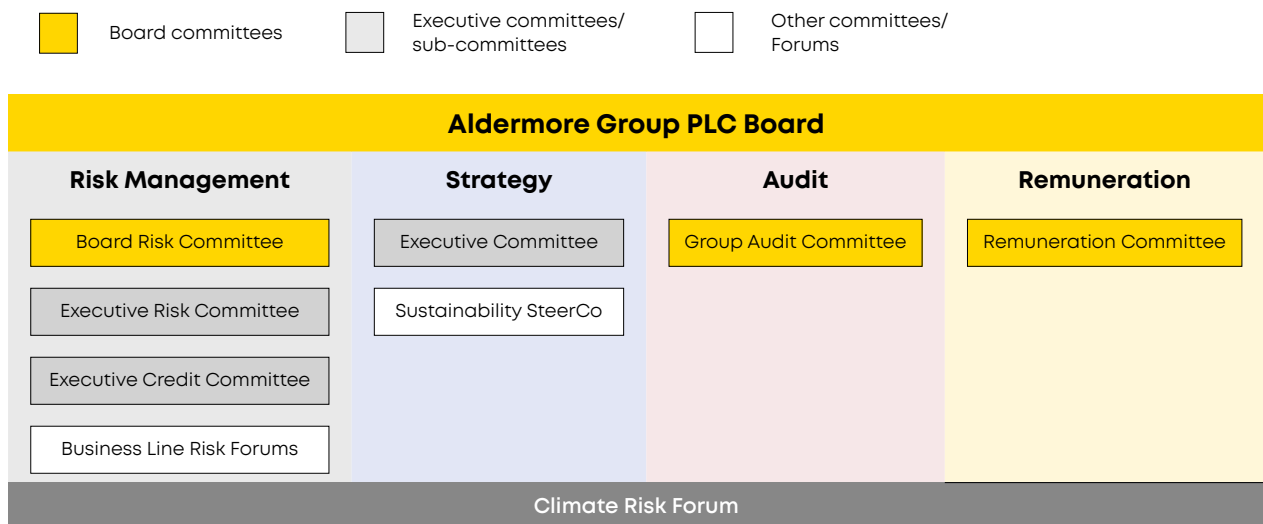 Board committees
Executive committees/
sub-committees
Other committees/
Forums
Aldermore Group PLC Board
Risk Management
Board Risk Committee
Executive Risk Committee
Executive Credit Committee
Business Line Risk Forums
Strategy
Executive Committee
Sustainability SteerCo
Audit
Group Audit Committee
Remuneration
Remuneration Committee
Climate Risk Forum